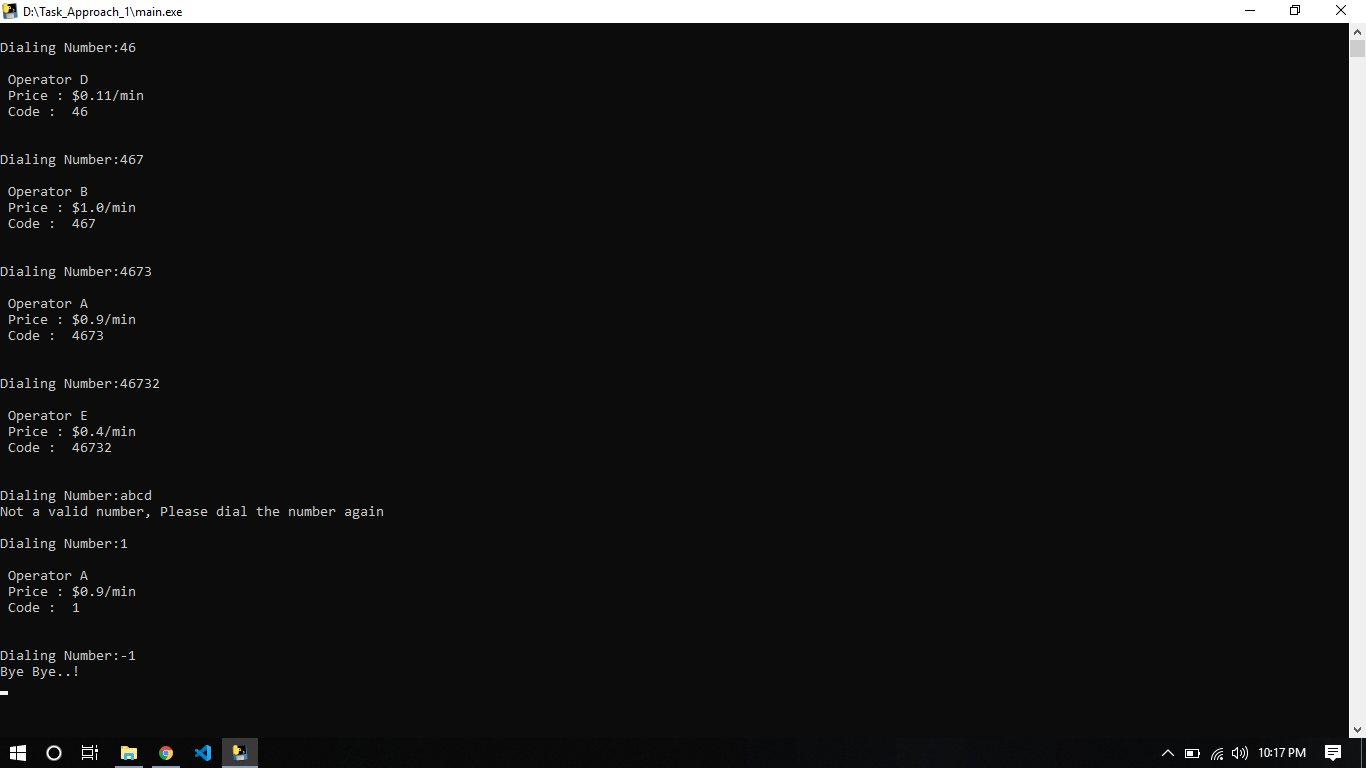 D:\Task_Approach_1\main.exe
Dialing Number:46
Operator D
Price : $0.11/min
Code :  46
Dialing Number:467
Operator B
Price : $1.0/min
Code :  467
Dialing Number:4673
Operator A
Price : $0.9/min
Code :  4673
Dialing Number:46732
Operator E
Price : $0.4/min
Code :  46732
Dialing Number:abcd
Not a valid number, Please dial the number again
Dialing Number:1
Operator A
Price : $0.9/min
Code :  1
Dialing Number:-1
Bye Bye..!
10:17 PM